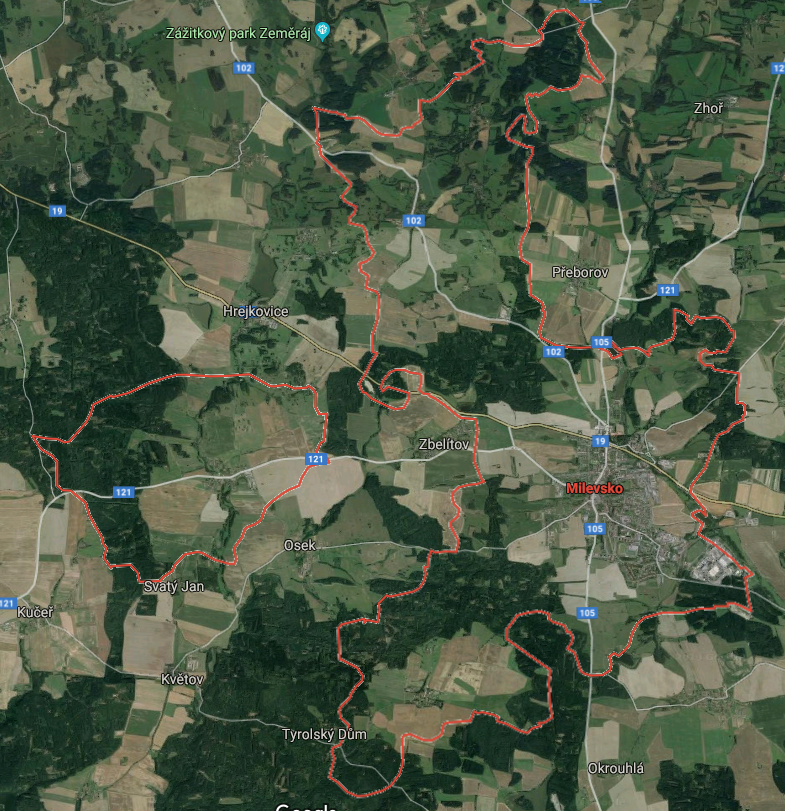 Zážitkový park Zeměráj
102
Zhoř
19
102
Přeborov
121
Hrejkovice
105
102
Zbelítov
19
121
121
Milevsko
105
Osek
Svatý Jan
121
Kučeř
105
Květov
Tyrolský Dům
Okrouhlá